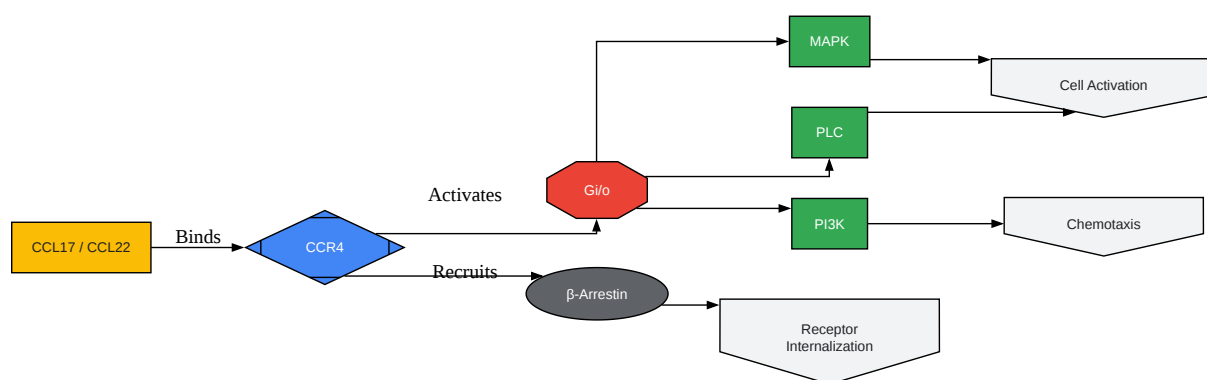 MAPK
Cell Activation
PLC
Activates
Gi/o
PI3K
Chemotaxis
CCL17 / CCL22
Binds
CCR4
Recruits
β-Arrestin
Receptor
Internalization